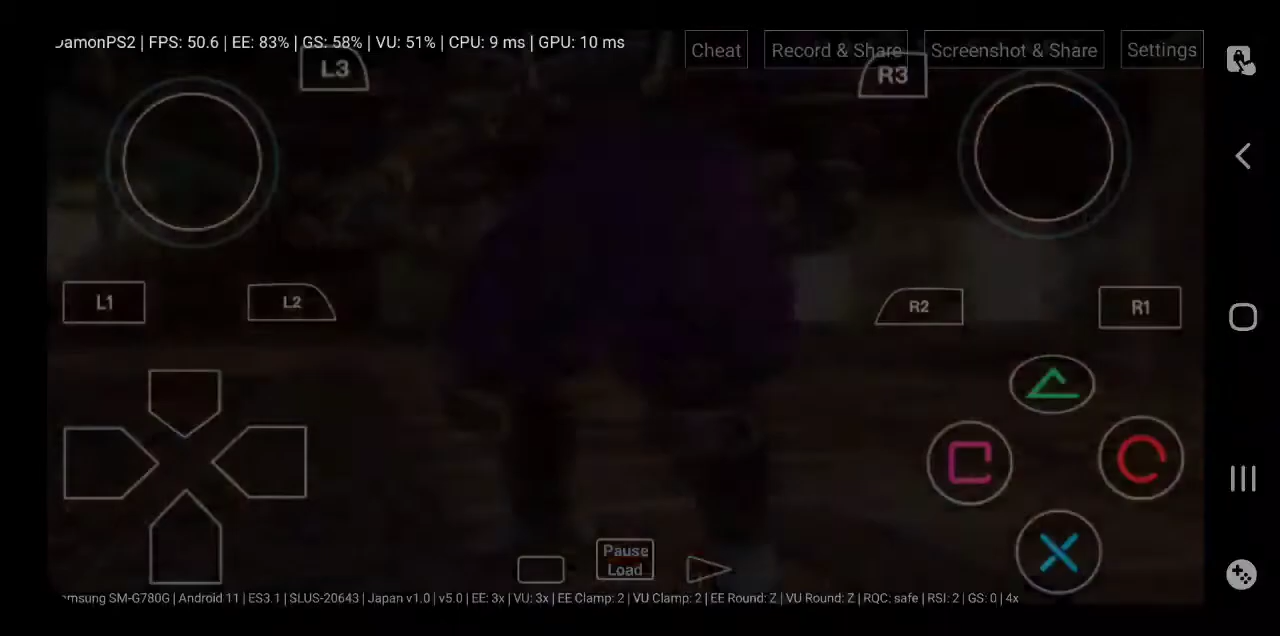 amonPS2 | FPS: 50.6 | EE: 83% | GS: 58% | VU: 51% | CPU: 9 ms | GPU: 10 ms
Cheat
Record & Share
Screenshot & Share
Settings
L3
R3
L1
L2
R2
R1
Pause
Load
msung SM-G780G | Android 11 | ES3.1 | SLUS-20643 | Japan v1.0 | v5.0 | EE: 3x | VU: 3x | EE Clamp: 2 | VU Clamp: 2 | EE Round: Z | VU Round: Z | RQC: safe | RSI: 2 | GS: 0 | 4x